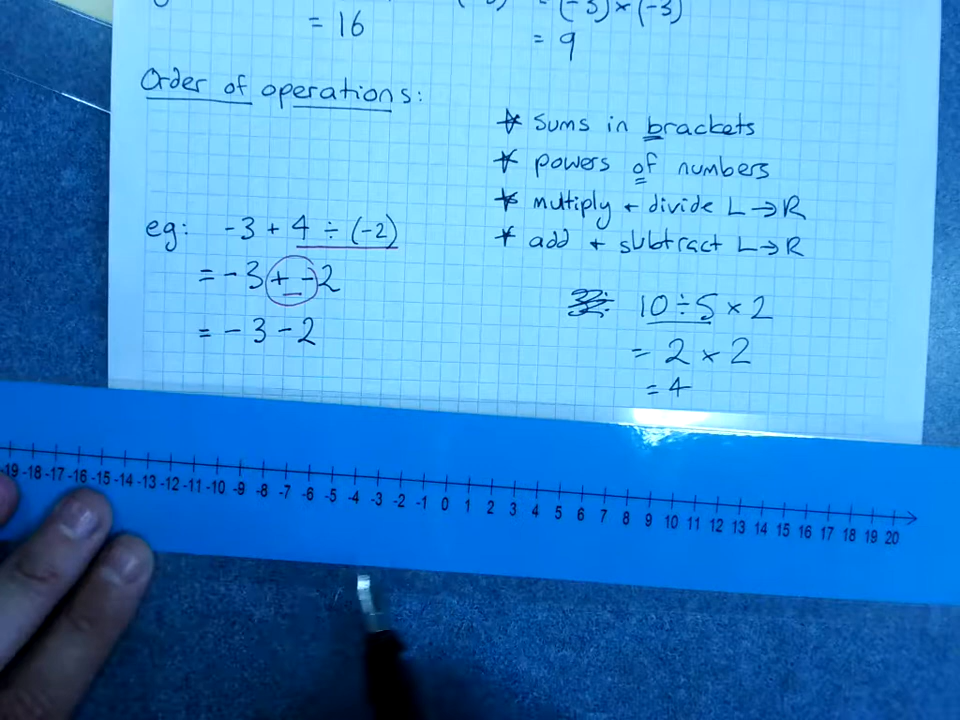 = (-3) × (-3)
= 16
= 9
Order of operations:
* sums in brackets
* powers of numbers
* multiply + divide L → R
* add + subtract L → R
eg: -3 + 4 ÷ (-2)
= -3 + -2
= -3 - 2
10 ÷ 5 × 2
= 2 × 2
= 4
-19 -18 -17 -16 -15 -14 -13 -12 -11 -10 -9 -8 -7 -6 -5 -4 -3 -2 -1 0 1 2 3 4 5 6 7 8 9 10 11 12 13 14 15 16 17 18 19 20